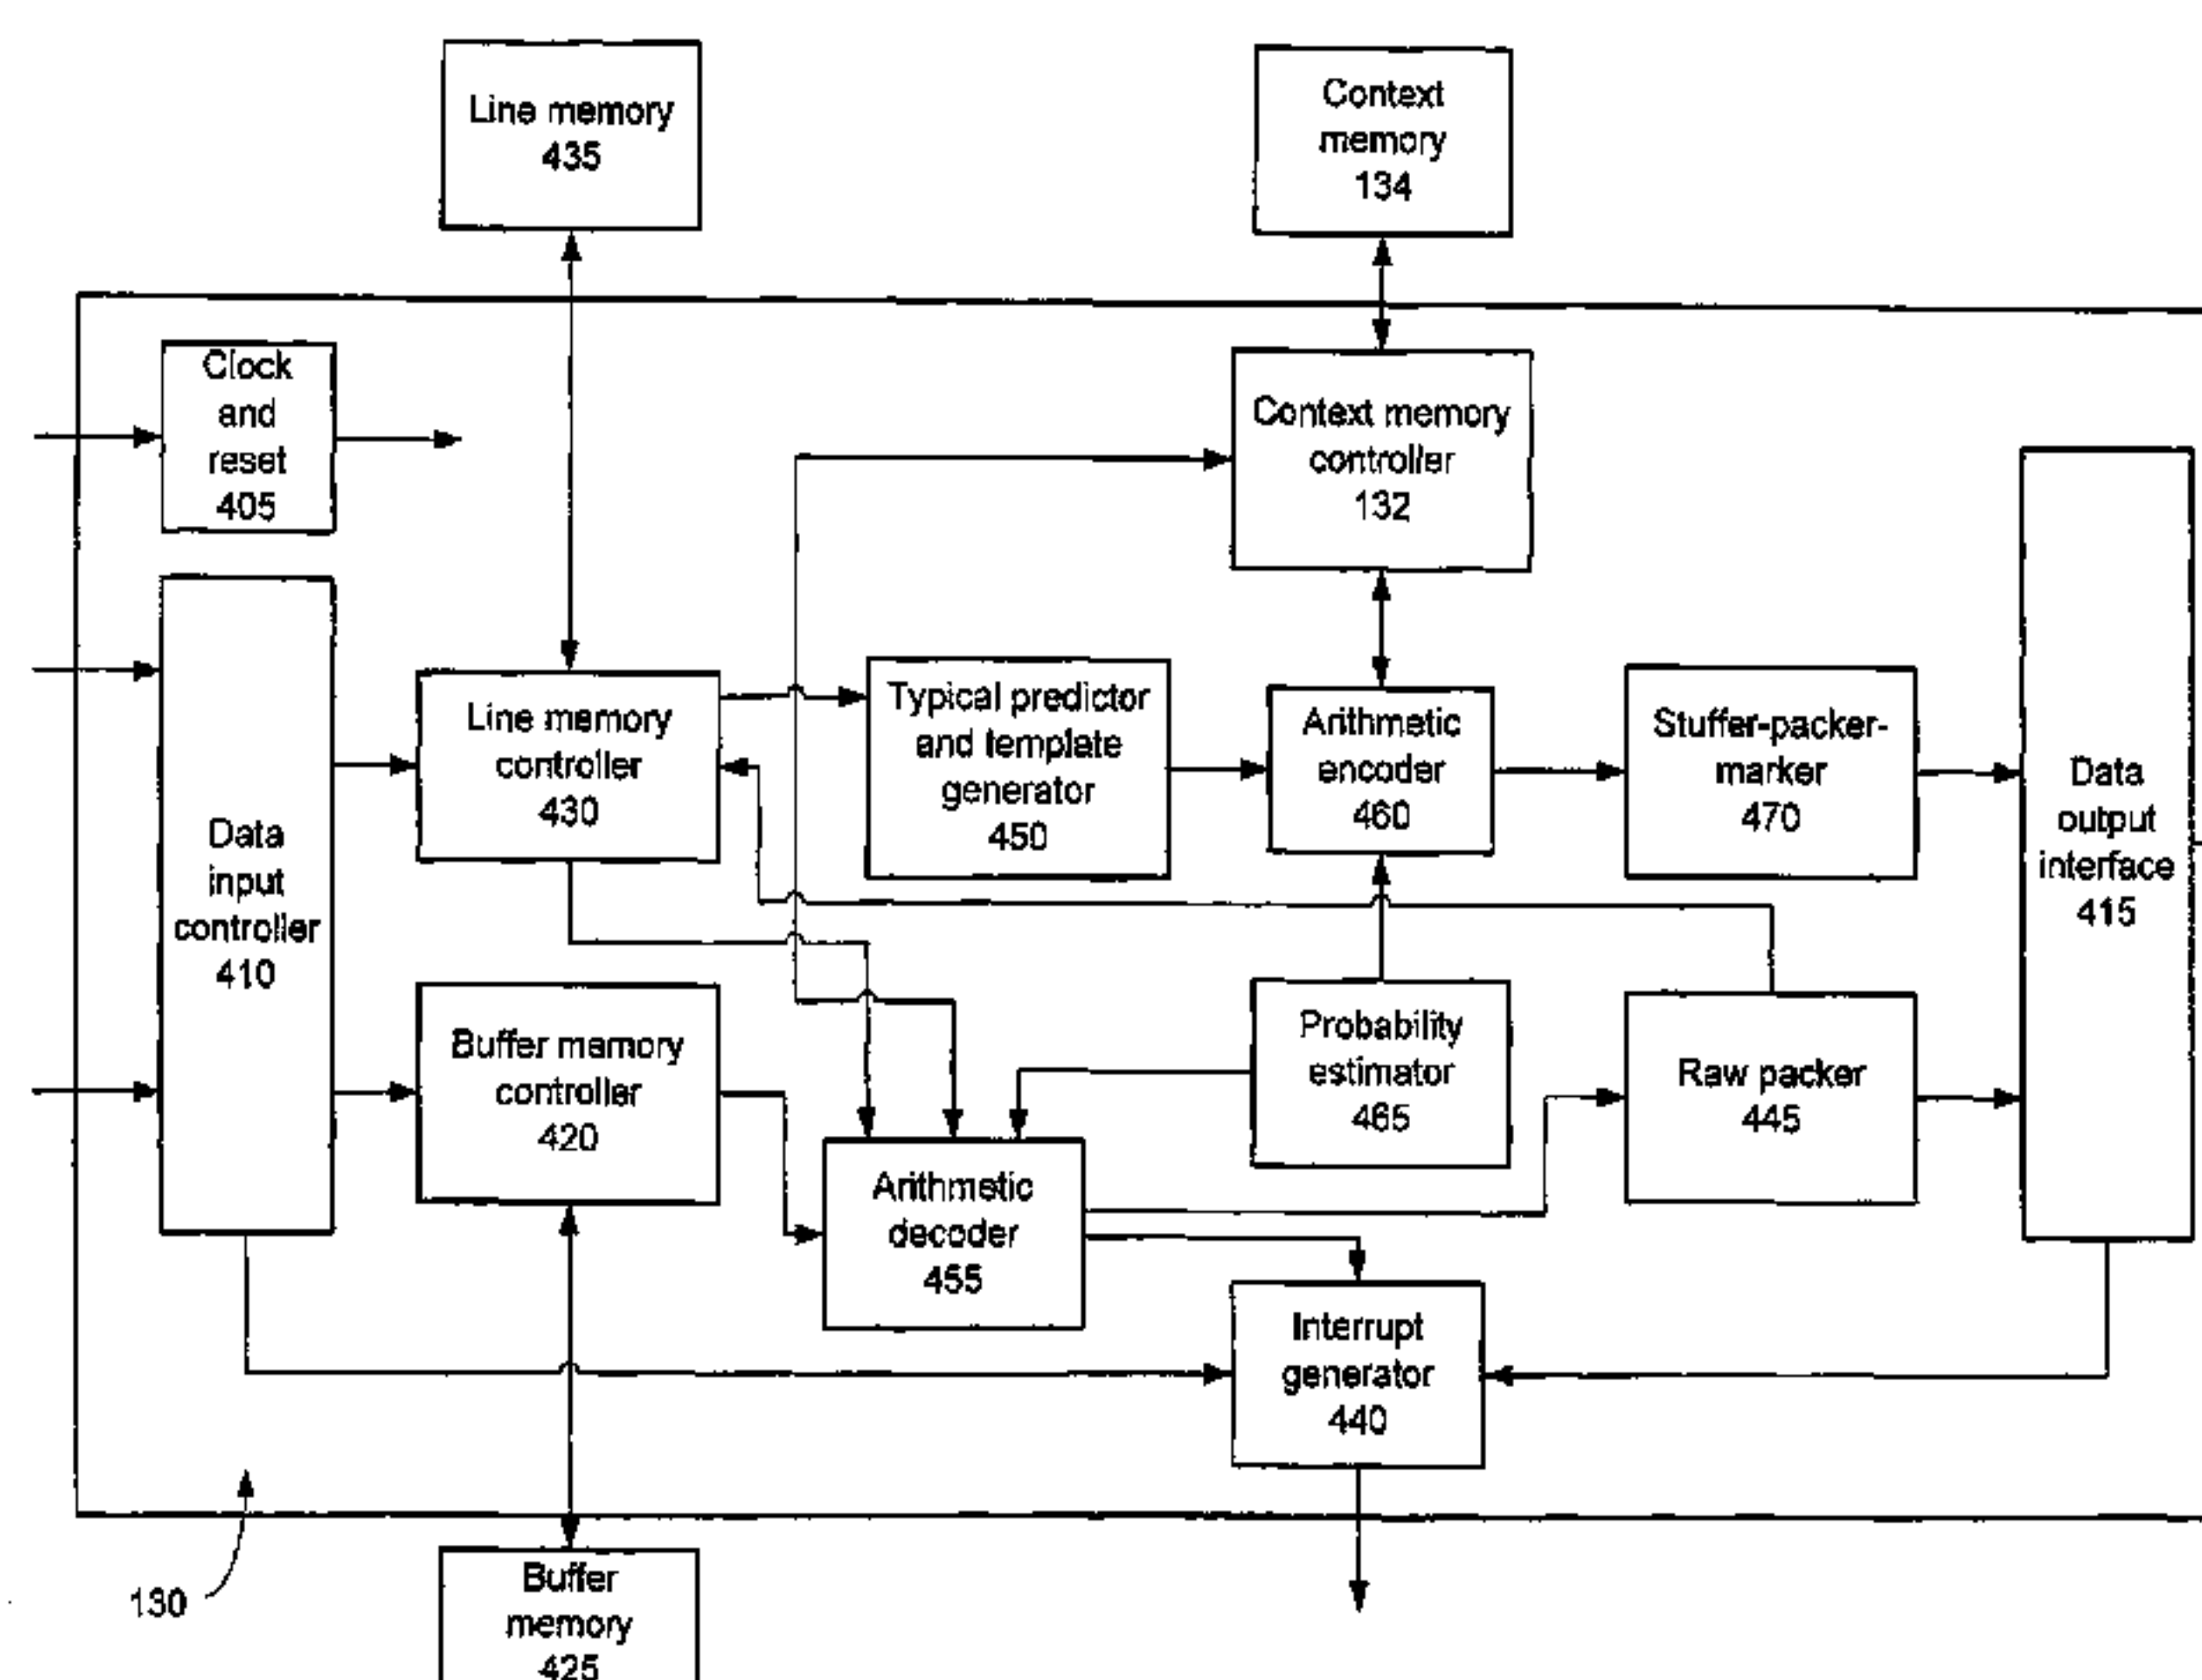 Line memory
435
Context
memory
134
Clock
and
reset
405
Context memory
controller
132
Data
input
controller
410
Line memory
controller
430
Typical predictor
and template
generator
450
Arithmetic
encoder
460
Stuffer-packer-
marker
470
Data
output
interface
415
Buffer memory
controller
420
Probability
estimator
465
Raw packer
445
Arithmetic
decoder
455
Interrupt
generator
440
130
Buffer
memory
425